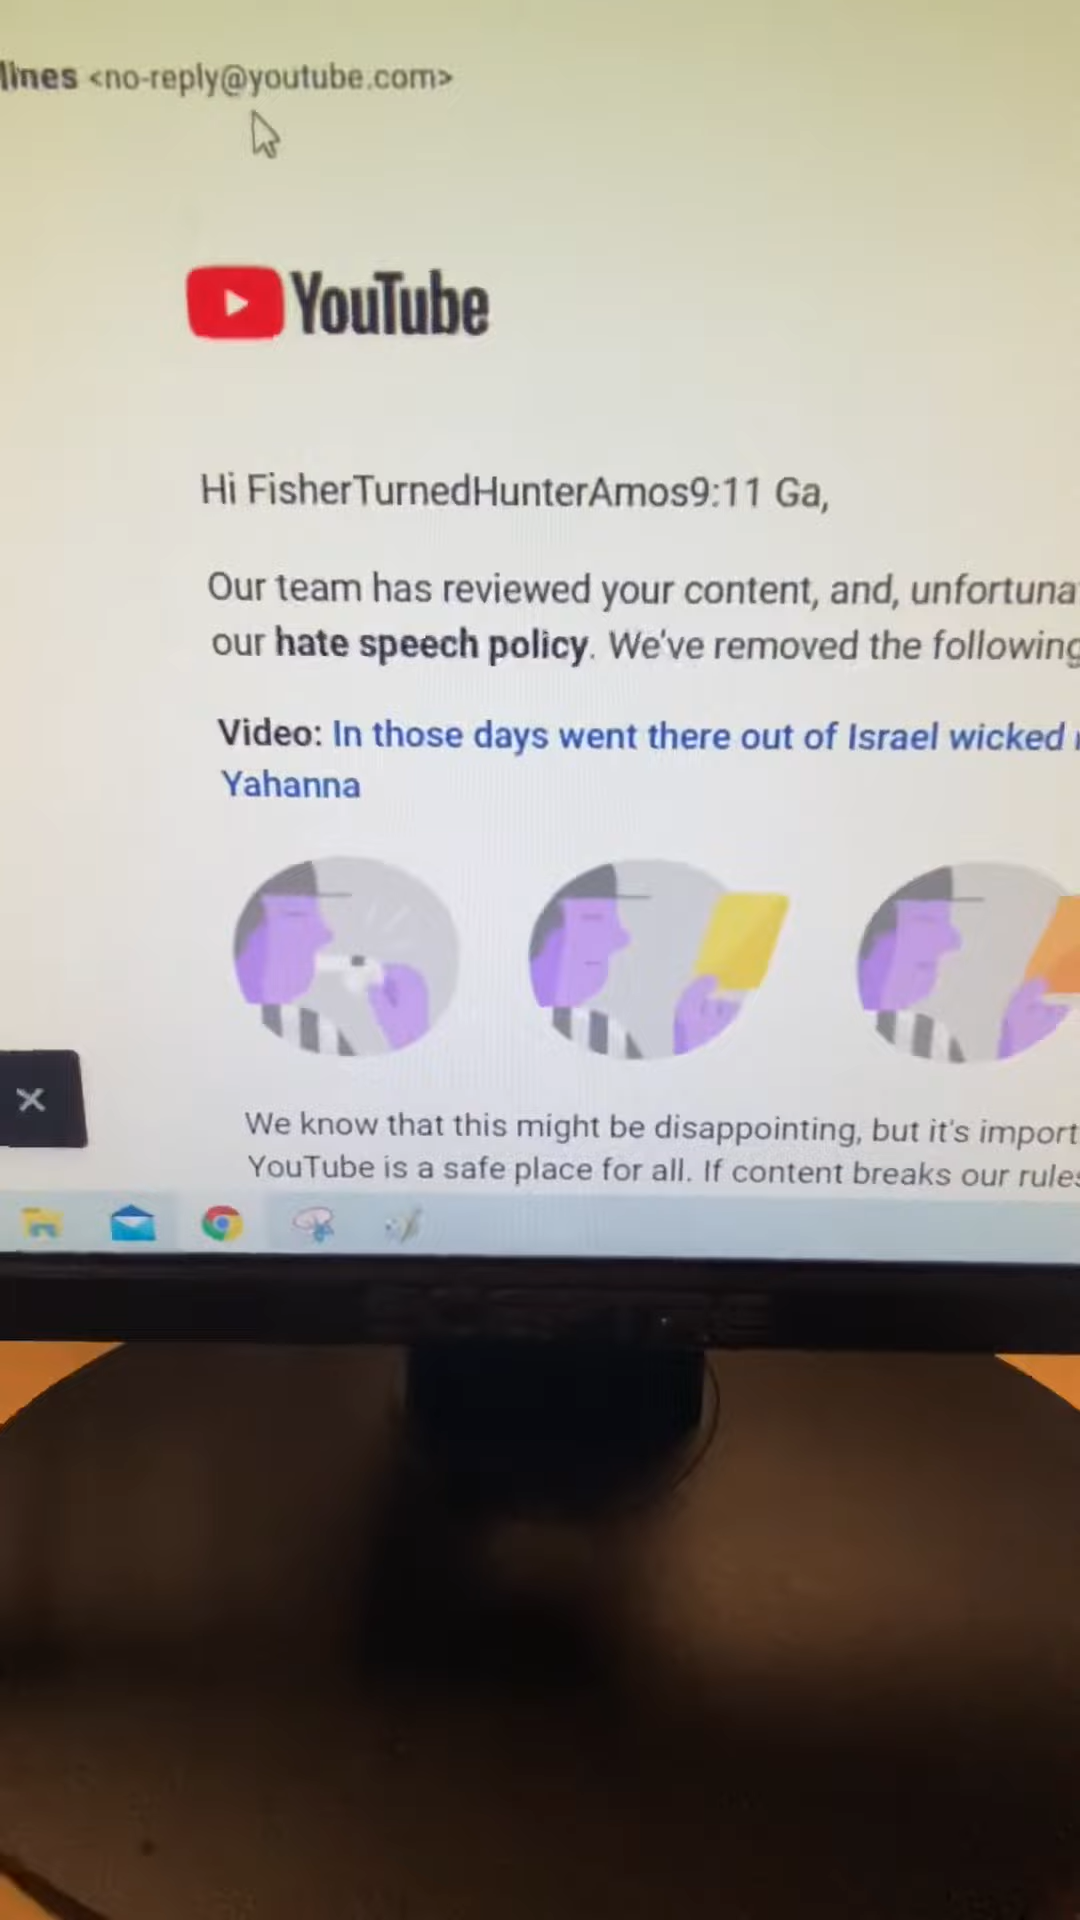 lines <no-reply@youtube.com>
YouTube
Hi FisherTurnedHunterAmos9:11 Ga,
Our team has reviewed your content, and, unfortuna
our hate speech policy. We've removed the following
Video: In those days went there out of Israel wicked
Yahanna
We know that this might be disappointing, but it's import
YouTube is a safe place for all. If content breaks our rules